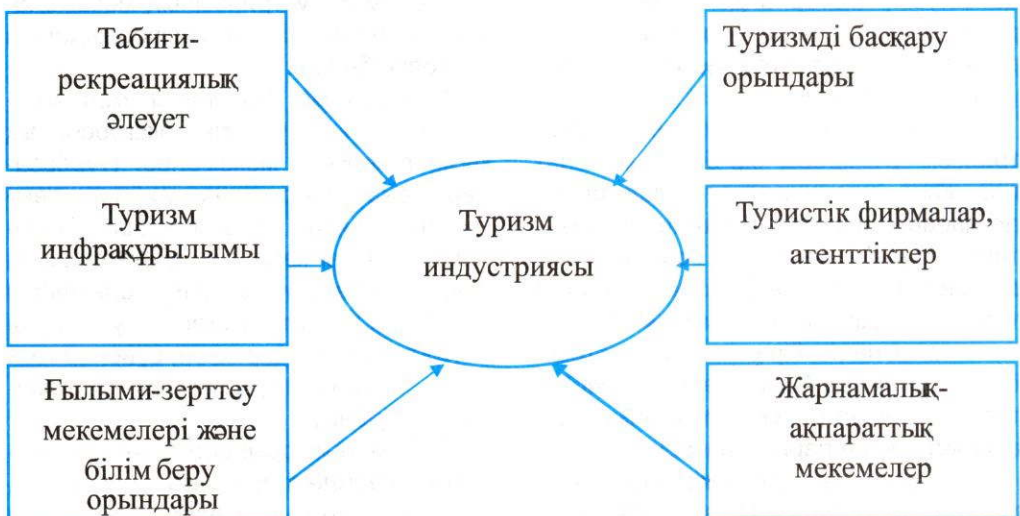 Табиғи-
рекреациялық
әлеует
Туризм
инфрақұрылымы
Ғылыми-зерттеу
мекемелері және
білім беру
орындары
Туризм
индустриясы
Туризмді басқару
орындары
Туристік фирмалар,
агенттіктер
Жарнамалық-
ақпараттық
мекемелер